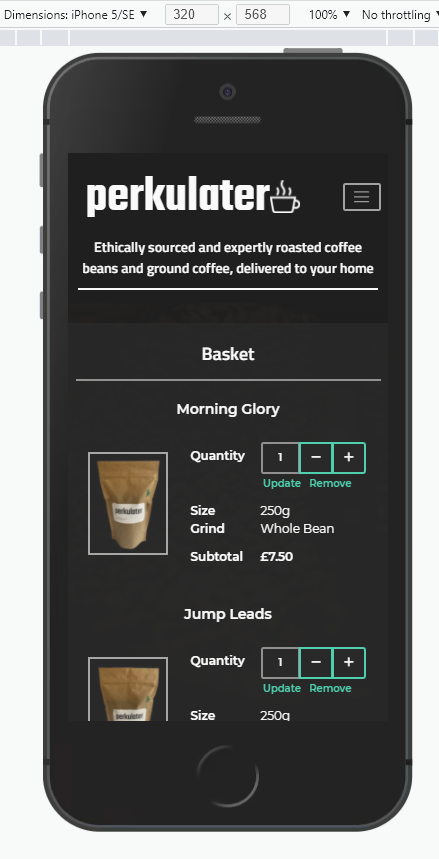 Dimensions: iPhone 5/SE ▼ 320 × 568 100% ▼ No throttling
perkulater
Ethically sourced and expertly roasted coffee
beans and ground coffee, delivered to your home
Basket
Morning Glory
perkulater
Quantity 1 − +
Update Remove
Size 250g
Grind Whole Bean
Subtotal £7.50
Jump Leads
perkulater
Quantity 1 − +
Update Remove
Size 250g